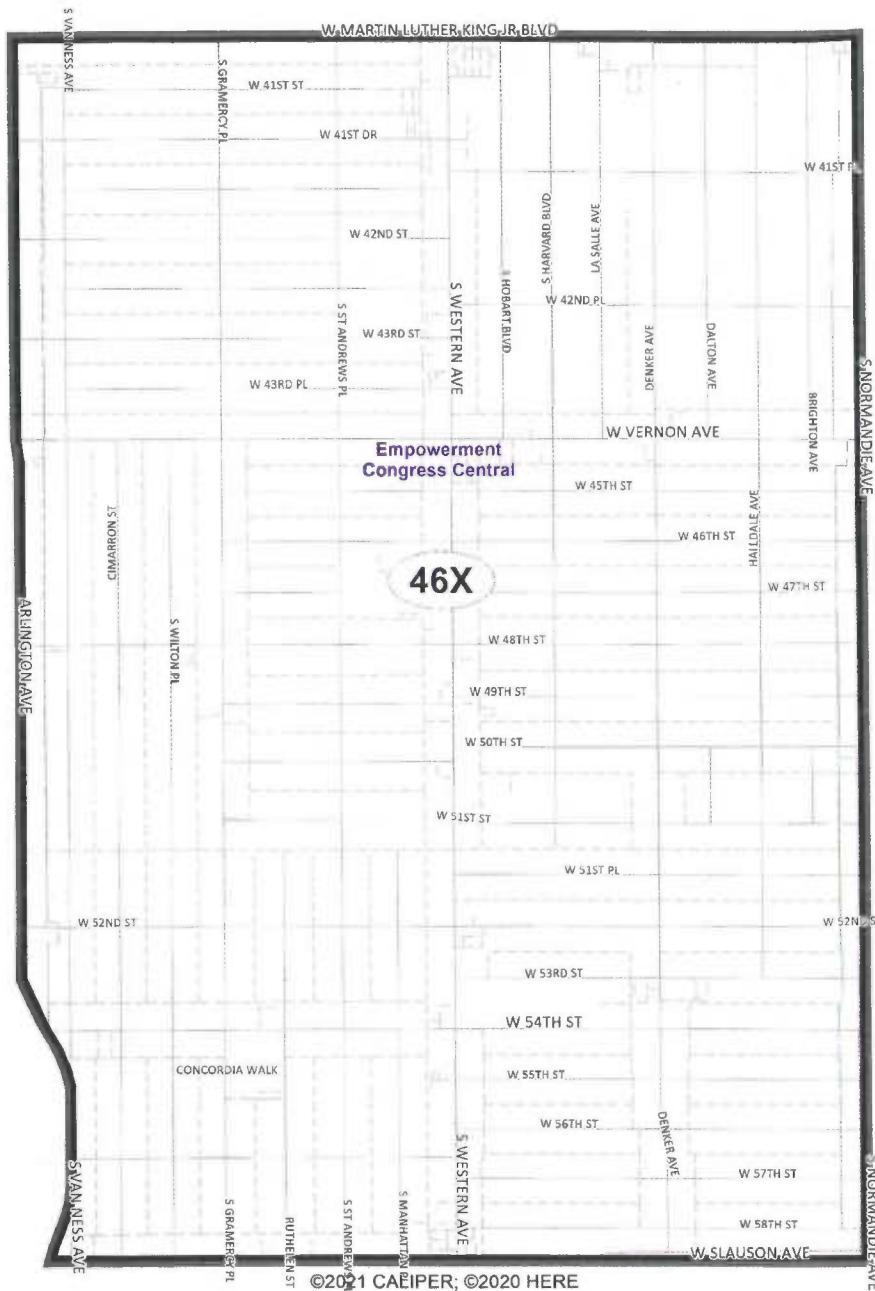 W MARTIN LUTHER KING JR BLVD
S VAN NESS AVE
S GRAMERCY PL
W 41ST ST
W 41ST DR
W 41ST
S HARVARD BLVD
LA SALLE AVE
W 42ND ST
S HOBART BLVD
S WESTERN AVE
W 42ND PL
S ST ANDREWS PL
W 43RD ST
DENKER AVE
DALTON AVE
W 43RD PL
S NORMANDIE AVE
BRIGHTON AVE
W VERNON AVE
Empowerment
Congress Central
W 45TH ST
HALLDALE AVE
CIMARRON ST
W 46TH ST
46X
W 47TH ST
ARLINGTON AVE
S WILTON PL
W 48TH ST
W 49TH ST
W 50TH ST
W 51ST ST
W 51ST PL
W 52ND ST
W 52ND S
W 53RD ST
W 54TH ST
CONCORDIA WALK
W 55TH ST
W 56TH ST
DENKER AVE
S VAN NESS AVE
S WESTERN AVE
S NORMANDIE AVE
W 57TH ST
S GRAMERCY PL
RUTHELEN ST
S ST ANDREWS
S MANHATTAN
W 58TH ST
W SLAUSON AVE
©2021 CALIPER; ©2020 HERE